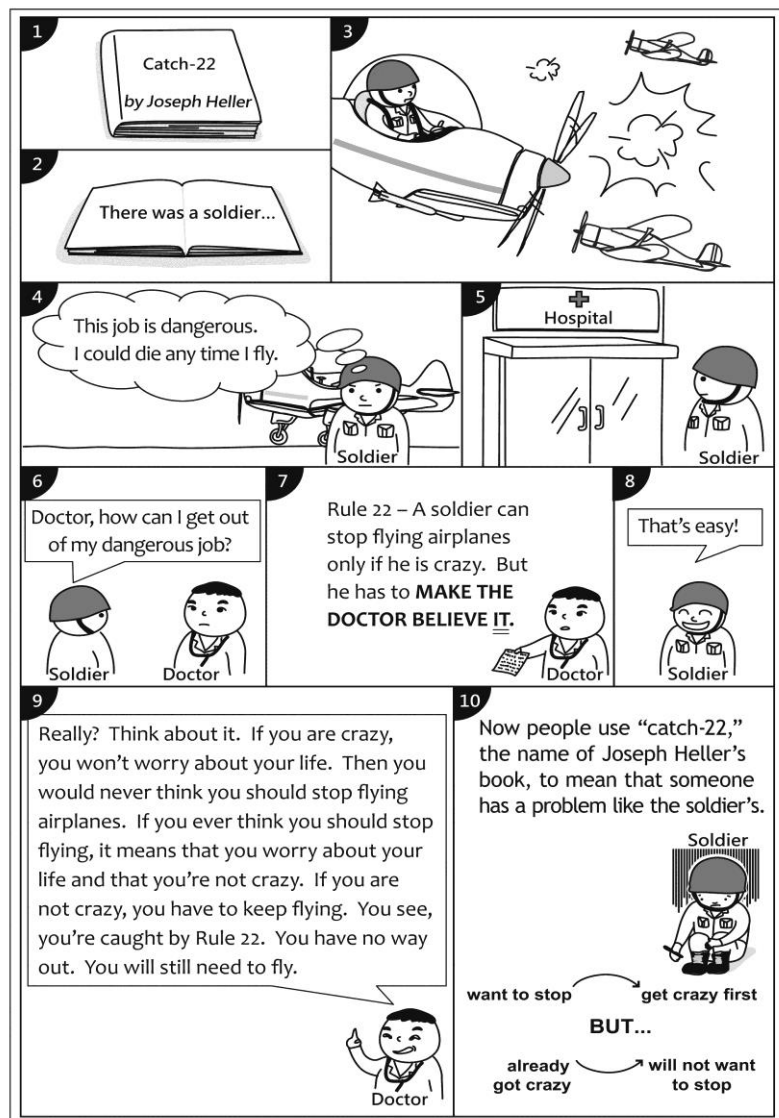 1
Catch-22
by Joseph Heller
2
There was a soldier...
3
4
This job is dangerous.
I could die any time I fly.
Soldier
5
Hospital
Soldier
6
Doctor, how can I get out
of my dangerous job?
Soldier
Doctor
7
Rule 22 – A soldier can
stop flying airplanes
only if he is crazy. But
he has to MAKE THE
DOCTOR BELIEVE IT.
Doctor
8
That's easy!
Soldier
9
Really? Think about it. If you are crazy,
you won't worry about your life. Then you
would never think you should stop flying
airplanes. If you ever think you should stop
flying, it means that you worry about your
life and that you're not crazy. If you are
not crazy, you have to keep flying. You see,
you're caught by Rule 22. You have no way
out. You will still need to fly.
Doctor
10
Now people use “catch-22,”
the name of Joseph Heller's
book, to mean that someone
has a problem like the soldier's.
Soldier
want to stop
get crazy first
BUT...
already
got crazy
will not want
to stop